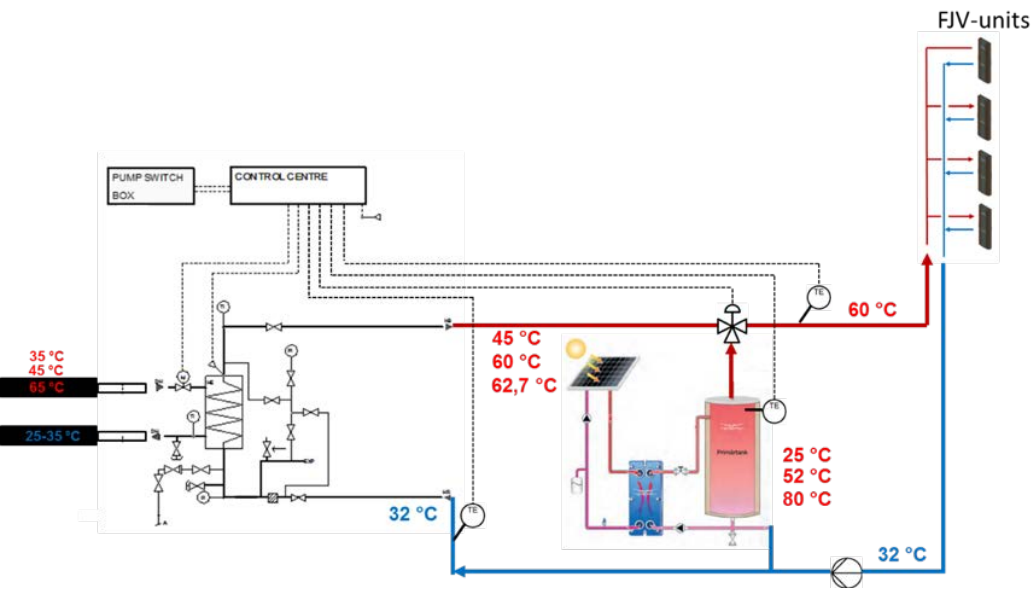 FJV-units
PUMP SWITCH
BOX
CONTROL CENTRE
TE
60 °C
45 °C
60 °C
62,7 °C
35 °C
45 °C
65 °C
TE
Primärtank
25-35 °C
25 °C
52 °C
80 °C
32 °C
TE
32 °C
A